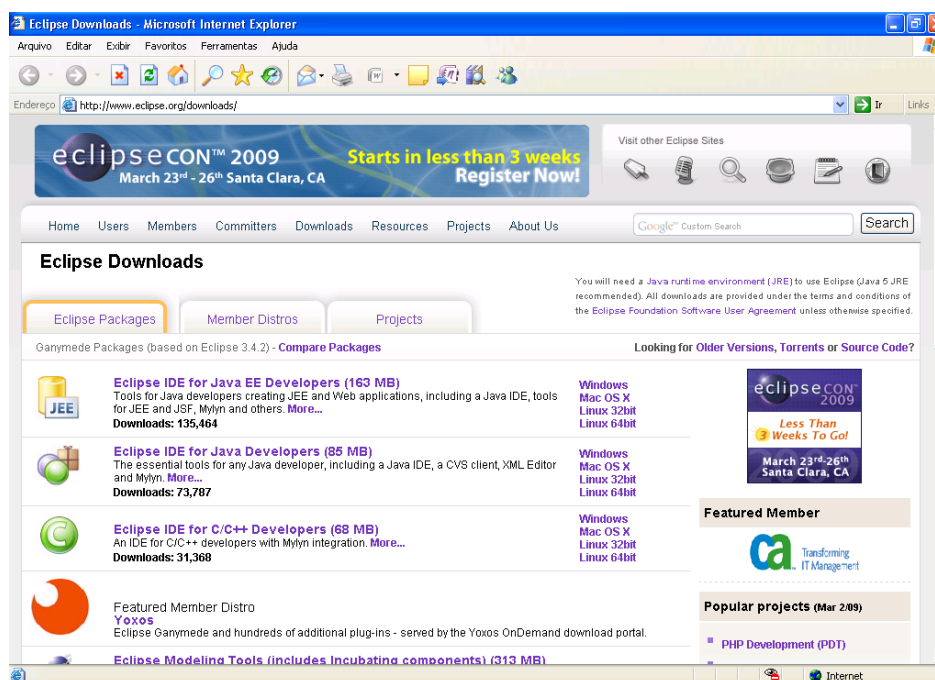 Eclipse Downloads - Microsoft Internet Explorer
Arquivo Editar Exibir Favoritos Ferramentas Ajuda
Endereço http://www.eclipse.org/downloads/ Ir Links
eclipsecon™ 2009
March 23rd - 26th Santa Clara, CA
Starts in less than 3 weeks
Register Now!
Visit other Eclipse Sites
Home Users Members Committers Downloads Resources Projects About Us
Google™ Custom Search Search
Eclipse Downloads
You will need a Java runtime environment (JRE) to use Eclipse (Java 5 JRE
recommended). All downloads are provided under the terms and conditions of
the Eclipse Foundation Software User Agreement unless otherwise specified.
Eclipse Packages Member Distros Projects
Ganymede Packages (based on Eclipse 3.4.2) - Compare Packages
Looking for Older Versions, Torrents or Source Code?
JEE
Eclipse IDE for Java EE Developers (163 MB)
Tools for Java developers creating JEE and Web applications, including a Java IDE, tools
for JEE and JSF, Mylyn and others. More...
Downloads: 135,464
Windows
Mac OS X
Linux 32bit
Linux 64bit
Eclipse IDE for Java Developers (85 MB)
The essential tools for any Java developer, including a Java IDE, a CVS client, XML Editor
and Mylyn. More...
Downloads: 73,787
Windows
Mac OS X
Linux 32bit
Linux 64bit
Eclipse IDE for C/C++ Developers (68 MB)
An IDE for C/C++ developers with Mylyn integration. More...
Downloads: 31,368
Windows
Mac OS X
Linux 32bit
Linux 64bit
Featured Member Distro
Yoxos
Eclipse Ganymede and hundreds of additional plug-ins - served by the Yoxos OnDemand download portal.
Eclipse Modeling Tools (includes Incubating components) (313 MB)
eclipsecon™
2009
Less Than
3 Weeks To Go!
March 23rd-26th
Santa Clara, CA
Featured Member
ca
Transforming
IT Management
Popular projects (Mar 2/09)
PHP Development (PDT)
Internet